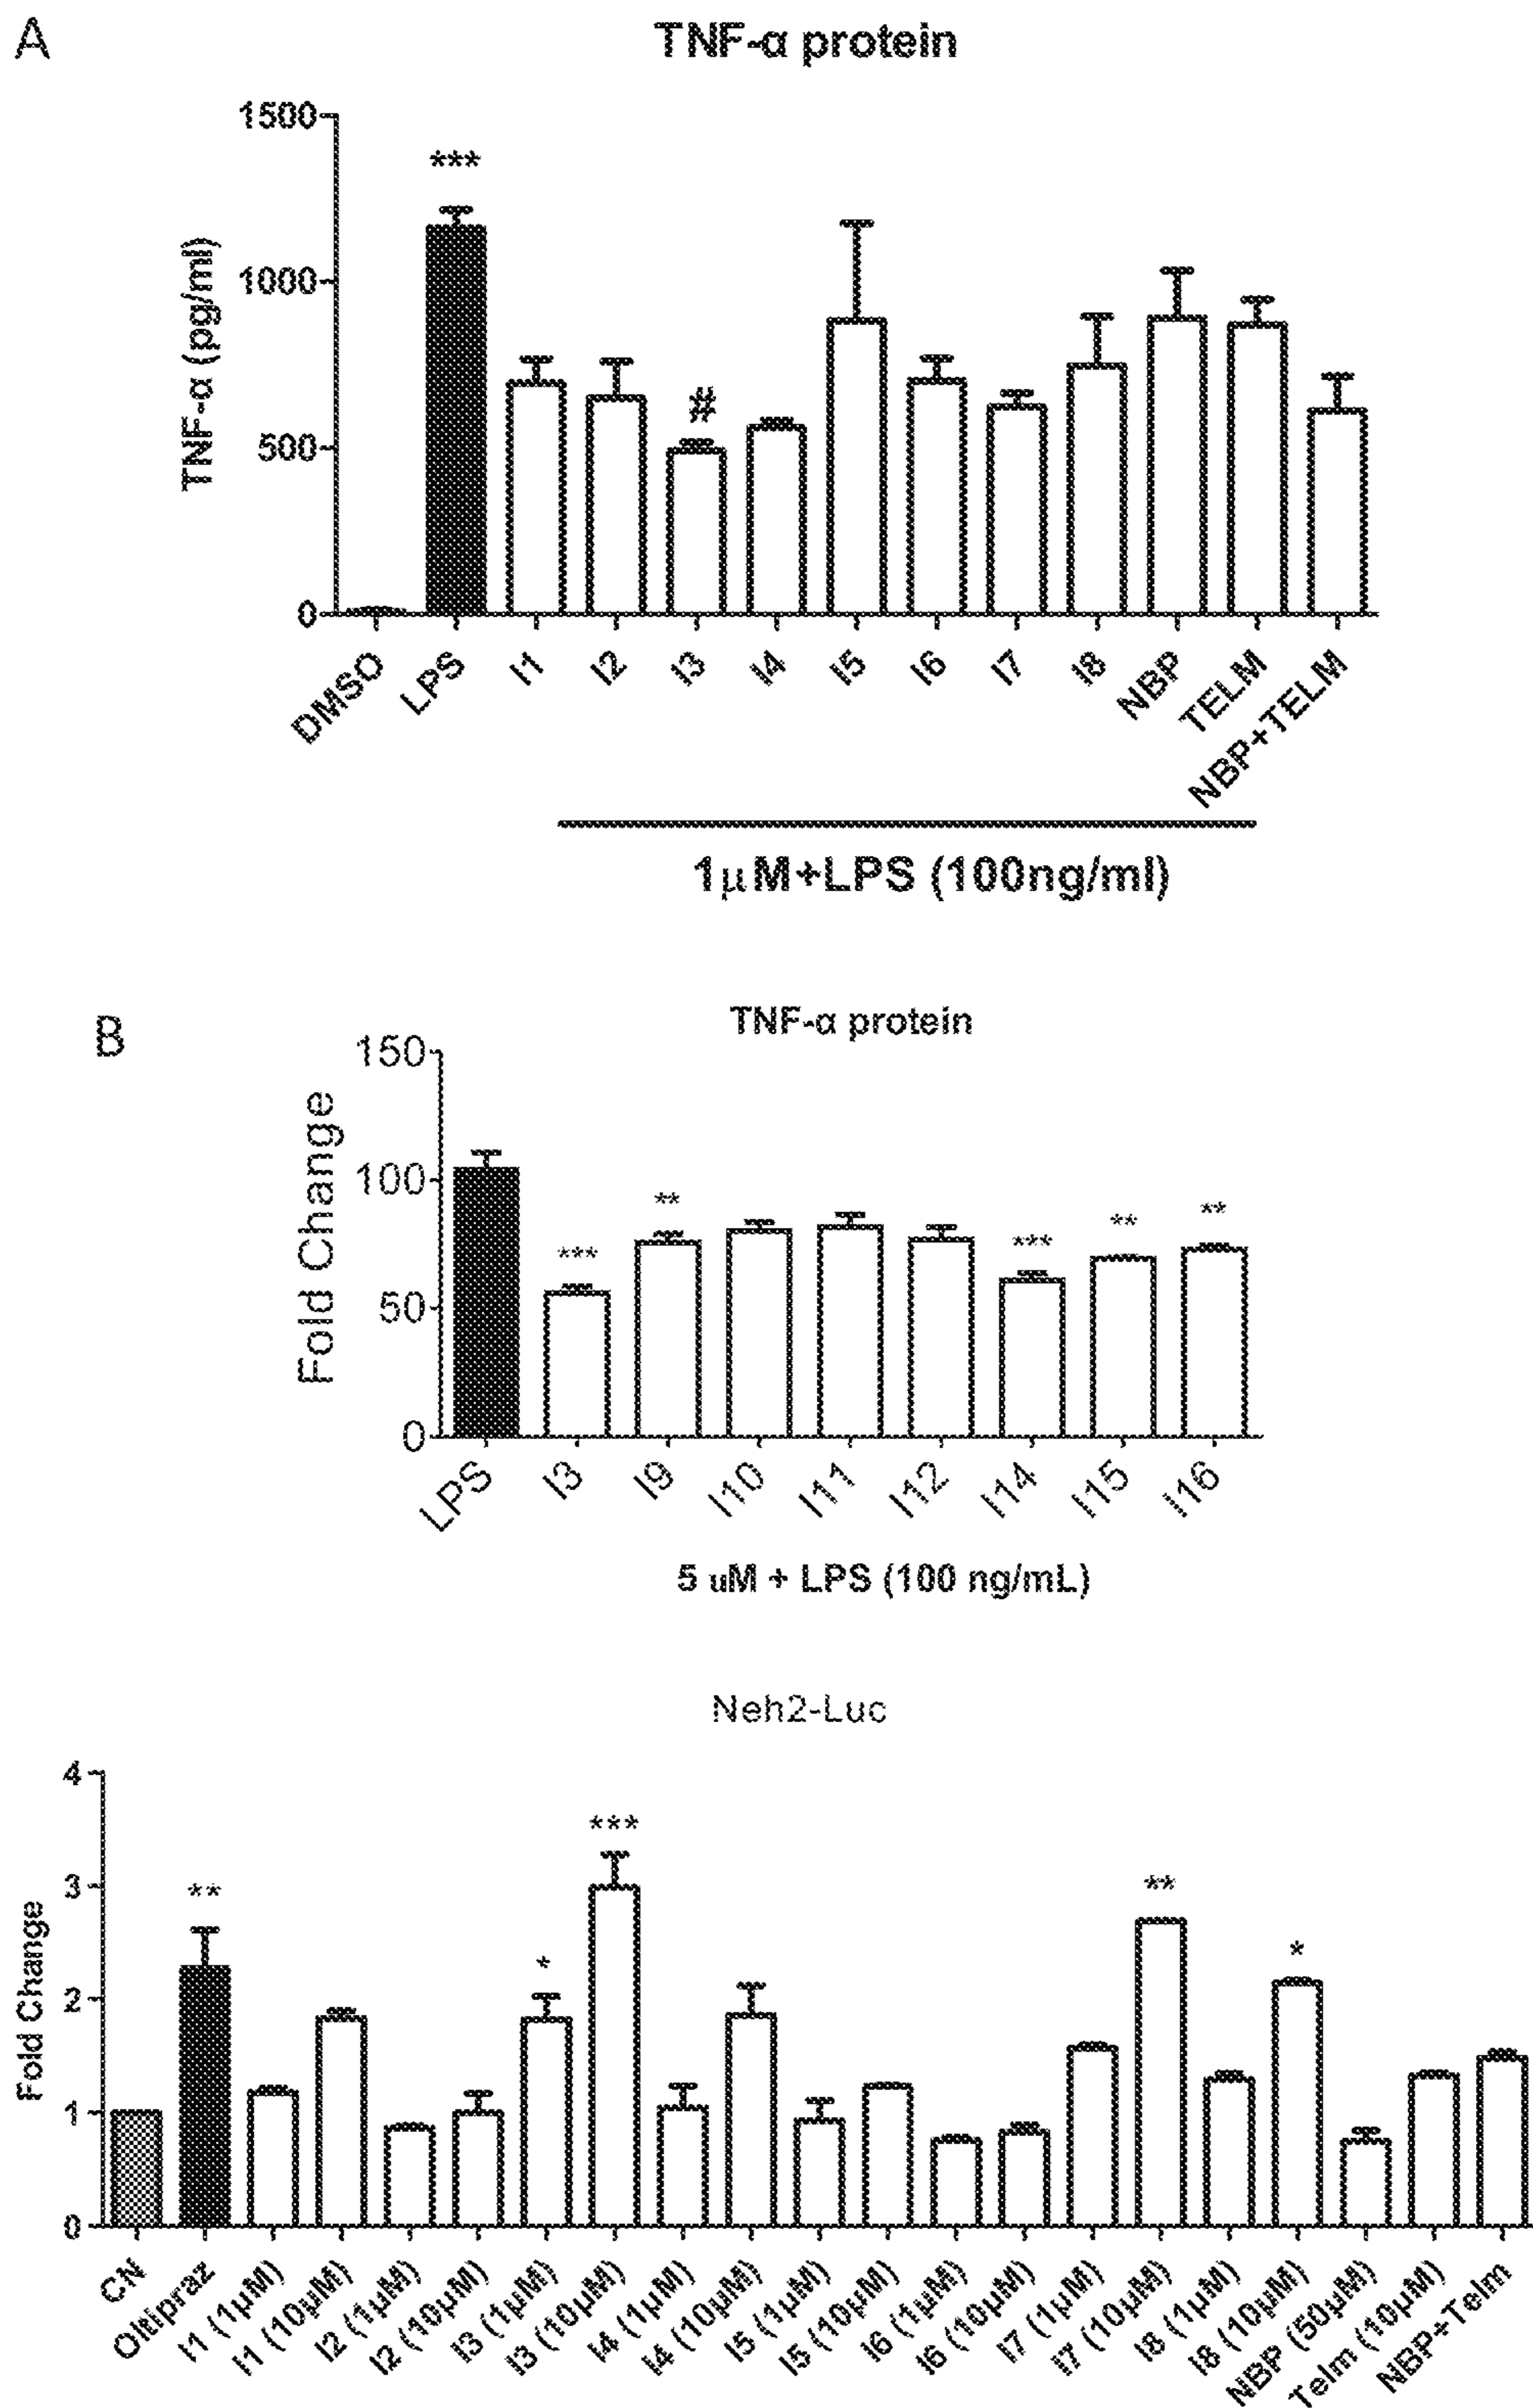 A
TNF-α protein
1500
1000
500
0
TNF-α (pg/ml)
***
#
DMSO
LPS
I1
I2
I3
I4
I5
I6
I7
I8
NBP
TELM
NBP+TELM
1μM+LPS (100ng/ml)
B
TNF-α protein
150
100
50
0
Fold Change
***
**
***
**
**
LPS
I3
I9
I10
I11
I12
I14
I15
I16
5 uM + LPS (100 ng/mL)
Neh2-Luc
4
3
2
1
0
Fold Change
**
*
***
**
*
CN
Oltipraz
I1 (1μM)
I1 (10μM)
I2 (1μM)
I2 (10μM)
I3 (1μM)
I3 (10μM)
I4 (1μM)
I4 (10μM)
I5 (1μM)
I5 (10μM)
I6 (1μM)
I6 (10μM)
I7 (1μM)
I7 (10μM)
I8 (1μM)
I8 (10μM)
NBP (50μM)
Telm (10μM)
NBP+Telm